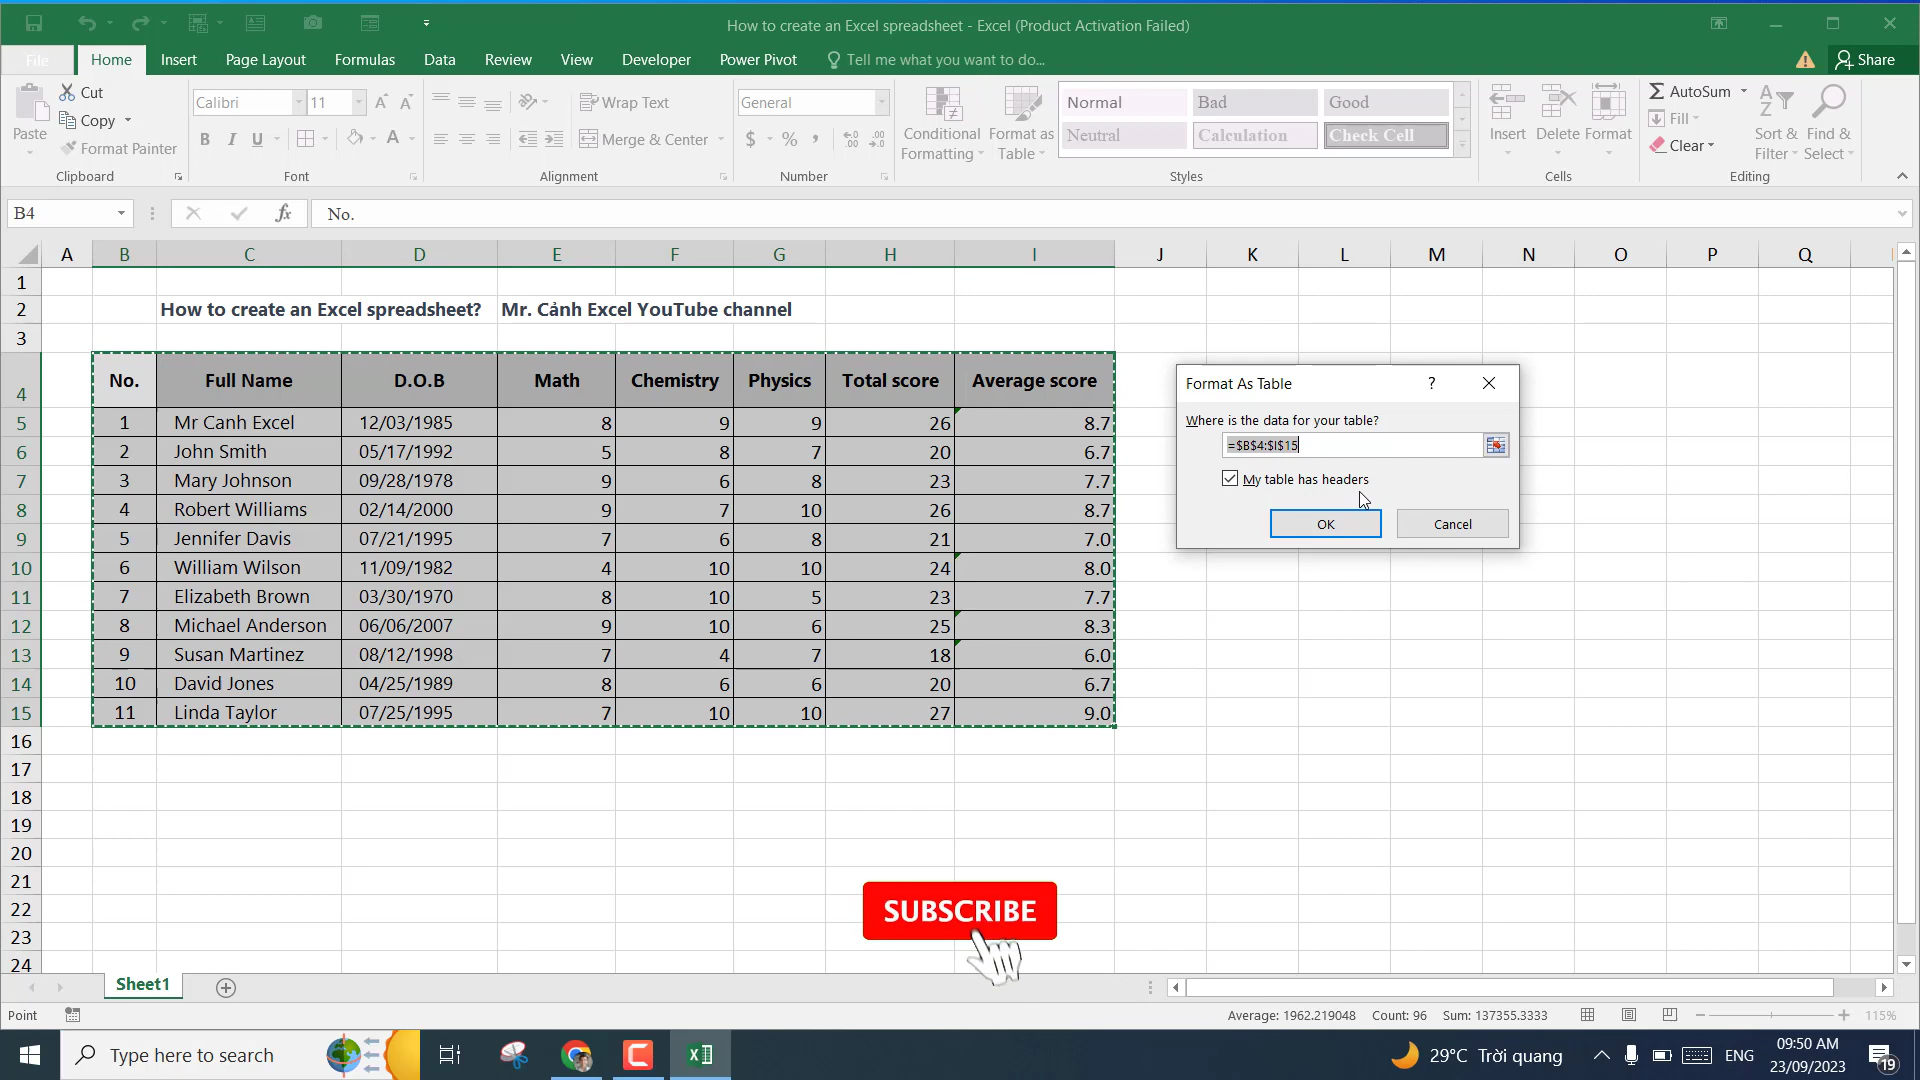 How to create an Excel spreadsheet - Excel (Product Activation Failed)
File Home Insert Page Layout Formulas Data Review View Developer Power Pivot Tell me what you want to do... Share
Paste Cut Copy Format Painter
Clipboard
Calibri 11
B I U A
Font
Wrap Text
Merge & Center
Alignment
General
$ % ,
Number
Conditional Formatting
Format as Table
Normal Bad Good
Neutral Calculation Check Cell
Styles
Insert Delete Format
Cells
AutoSum
Fill
Clear
Sort & Filter
Find & Select
Editing
B4 fx No.
A B C D E F G H I J K L M N O P Q
1
2 How to create an Excel spreadsheet? Mr. Cảnh Excel YouTube channel
3
4 No. Full Name D.O.B Math Chemistry Physics Total score Average score
5 1 Mr Canh Excel 12/03/1985 8 9 9 26 8.7
6 2 John Smith 05/17/1992 5 8 7 20 6.7
7 3 Mary Johnson 09/28/1978 9 6 8 23 7.7
8 4 Robert Williams 02/14/2000 9 7 10 26 8.7
9 5 Jennifer Davis 07/21/1995 7 6 8 21 7.0
10 6 William Wilson 11/09/1982 4 10 10 24 8.0
11 7 Elizabeth Brown 03/30/1970 8 10 5 23 7.7
12 8 Michael Anderson 06/06/2007 9 10 6 25 8.3
13 9 Susan Martinez 08/12/1998 7 4 7 18 6.0
14 10 David Jones 04/25/1989 8 6 6 20 6.7
15 11 Linda Taylor 07/25/1995 7 10 10 27 9.0
16
17
18
19
20
21
22
23
24
Format As Table ?
Where is the data for your table?
=$B$4:$I$15
My table has headers
OK Cancel
SUBSCRIBE
Sheet1
Point Average: 1962.219048 Count: 96 Sum: 137355.3333 115%
Type here to search 29°C Trời quang ENG 09:50 AM
23/09/2023 19